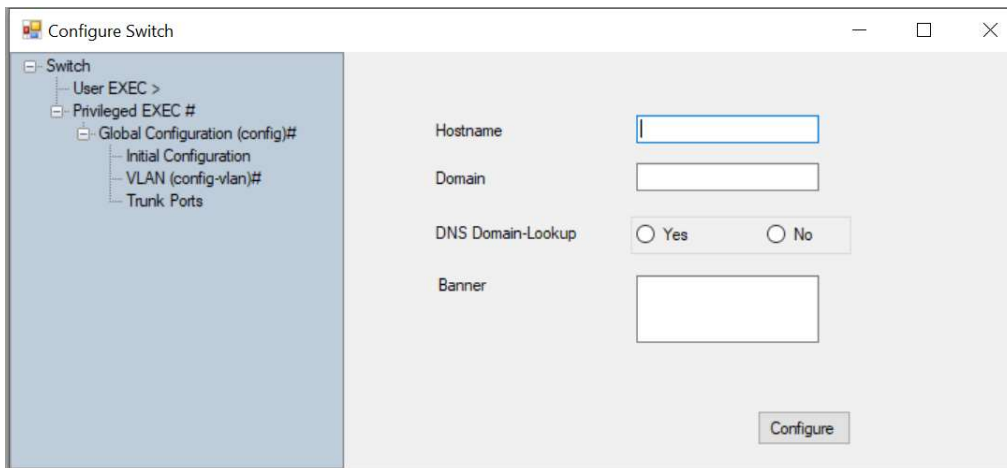 Configure Switch
Switch
User EXEC >
Privileged EXEC #
Global Configuration (config)#
Initial Configuration
VLAN (config-vlan)#
Trunk Ports
Hostname
Domain
DNS Domain-Lookup Yes No
Banner
Configure